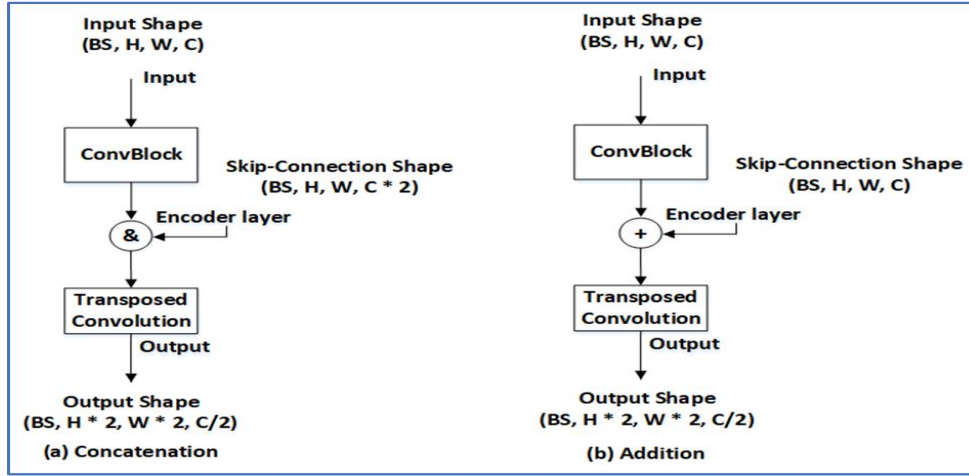 Input Shape
(BS, H, W, C)
Input
ConvBlock
Skip-Connection Shape
(BS, H, W, C * 2)
Encoder layer
&
Transposed
Convolution
Output
Output Shape
(BS, H * 2, W * 2, C/2)
(a) Concatenation
Input Shape
(BS, H, W, C)
Input
ConvBlock
Skip-Connection Shape
(BS, H, W, C)
Encoder layer
+
Transposed
Convolution
Output
Output Shape
(BS, H * 2, W * 2, C/2)
(b) Addition